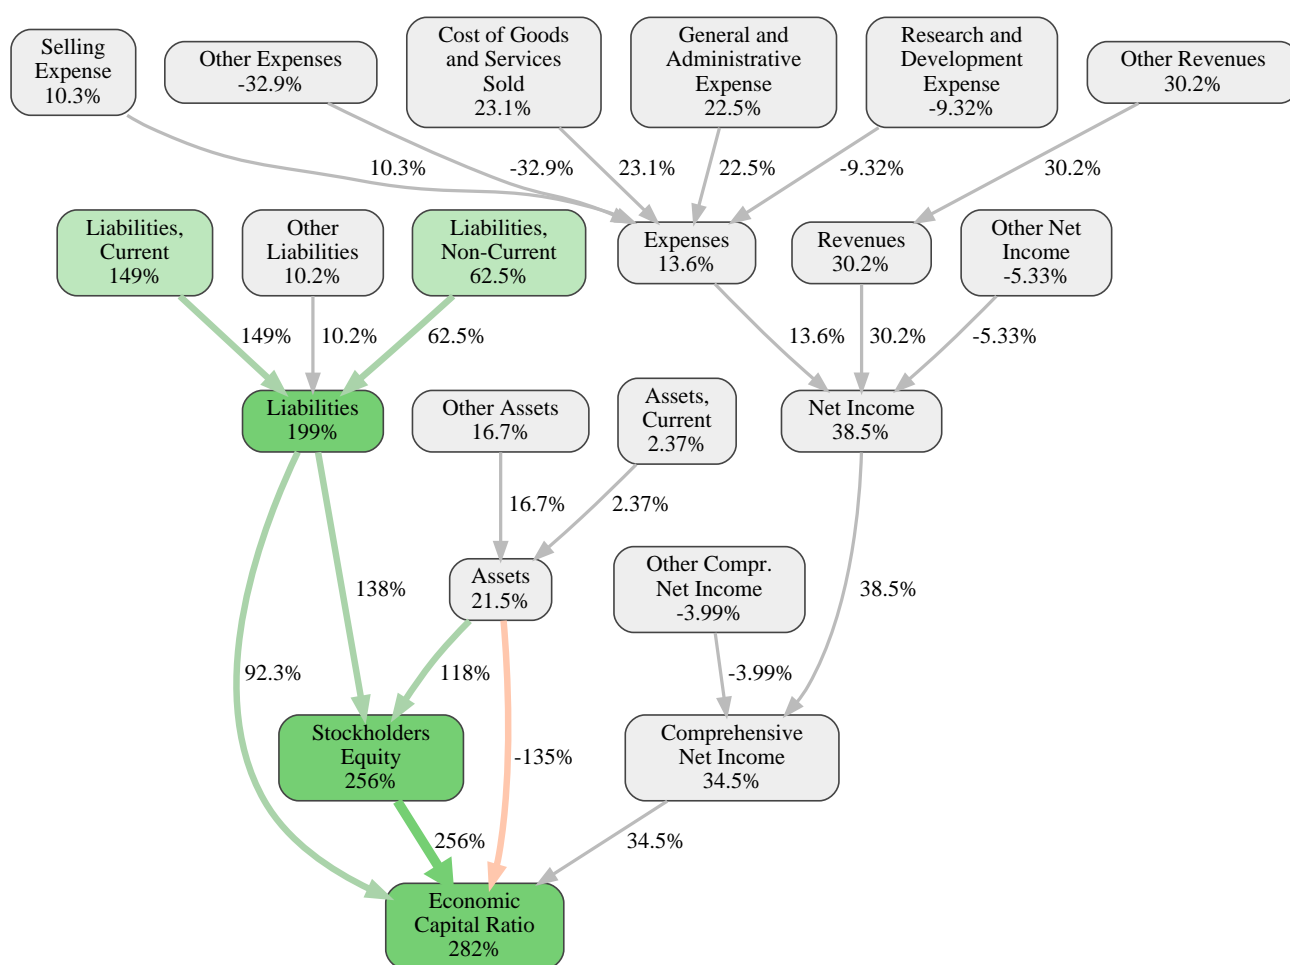 Selling
Expense
10.3%
Other Expenses
-32.9%
Cost of Goods
and Services
Sold
23.1%
General and
Administrative
Expense
22.5%
Research and
Development
Expense
-9.32%
Other Revenues
30.2%
10.3%
-32.9%
23.1%
22.5%
-9.32%
30.2%
Liabilities,
Current
149%
Other
Liabilities
10.2%
Liabilities,
Non-Current
62.5%
Expenses
13.6%
Revenues
30.2%
Other Net
Income
-5.33%
149%
10.2%
62.5%
13.6%
30.2%
-5.33%
Liabilities
199%
Other Assets
16.7%
Assets,
Current
2.37%
Net Income
38.5%
16.7%
2.37%
Assets
21.5%
Other Compr.
Net Income
-3.99%
138%
38.5%
92.3%
118%
-3.99%
Stockholders
Equity
256%
-135%
Comprehensive
Net Income
34.5%
256%
34.5%
Economic
Capital Ratio
282%